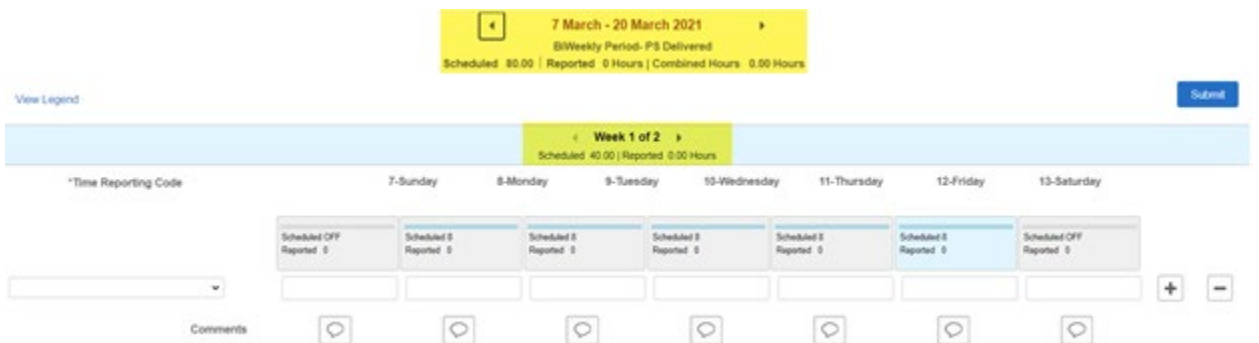 7 March - 20 March 2021
BiWeekly Period- PS Delivered
Scheduled 80.00 | Reported 0 Hours | Combined Hours 0.00 Hours
View Legend
Submit
Week 1 of 2
Scheduled 40.00 | Reported 0.00 Hours
*Time Reporting Code 7-Sunday 8-Monday 9-Tuesday 10-Wednesday 11-Thursday 12-Friday 13-Saturday
Scheduled OFF Scheduled 8 Scheduled 8 Scheduled 8 Scheduled 8 Scheduled 8 Scheduled OFF
Reported 0 Reported 0 Reported 0 Reported 0 Reported 0 Reported 0 Reported 0
Comments